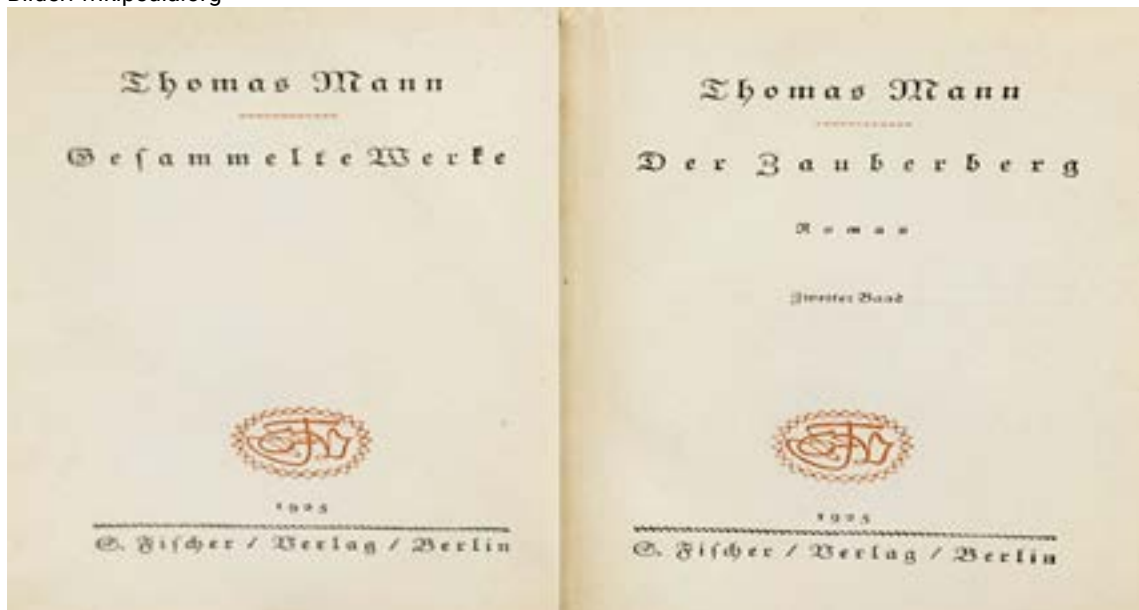 Thomas Mann
Gesammelte Werke
1925
S. Fischer / Verlag / Berlin
Thomas Mann
Der Zauberberg
Roman
Zweiter Band
1925
S. Fischer / Verlag / Berlin